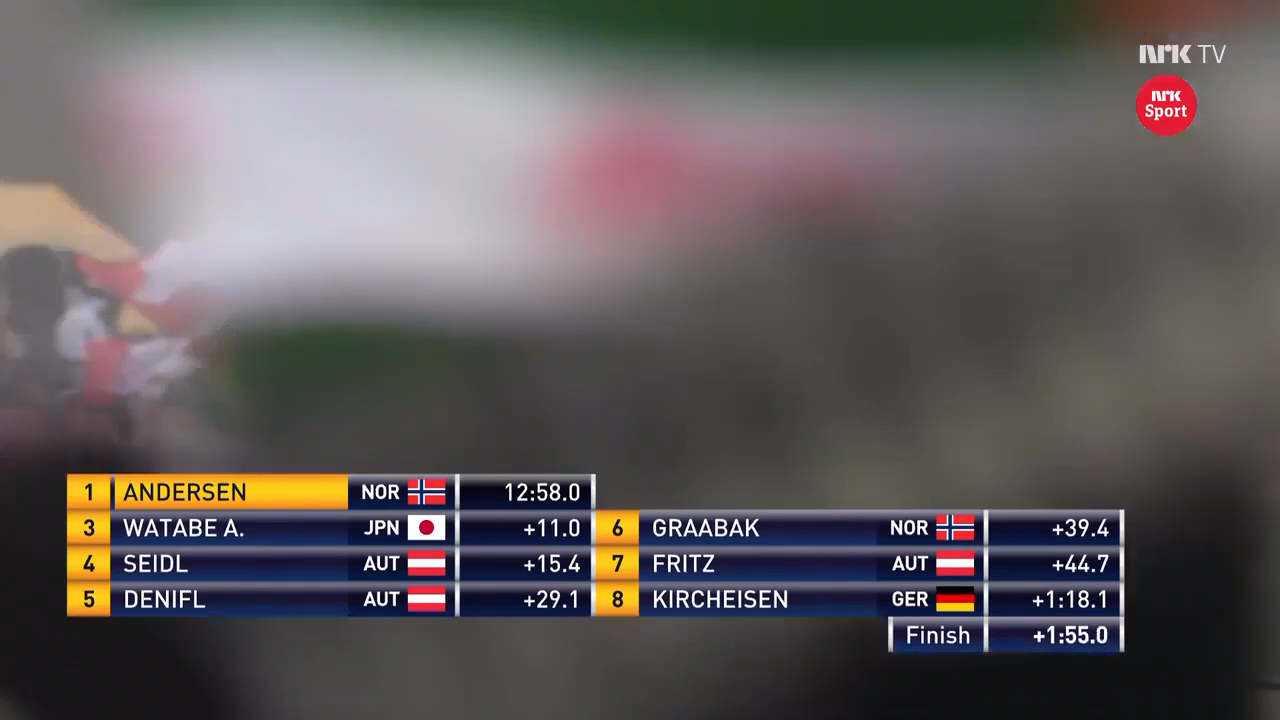 NRK TV
NRK Sport
1 ANDERSEN NOR 12:58.0
3 WATABE A. JPN +11.0
4 SEIDL AUT +15.4
5 DENIFL AUT +29.1
6 GRAABAK NOR +39.4
7 FRITZ AUT +44.7
8 KIRCHEISEN GER +1:18.1
Finish +1:55.0